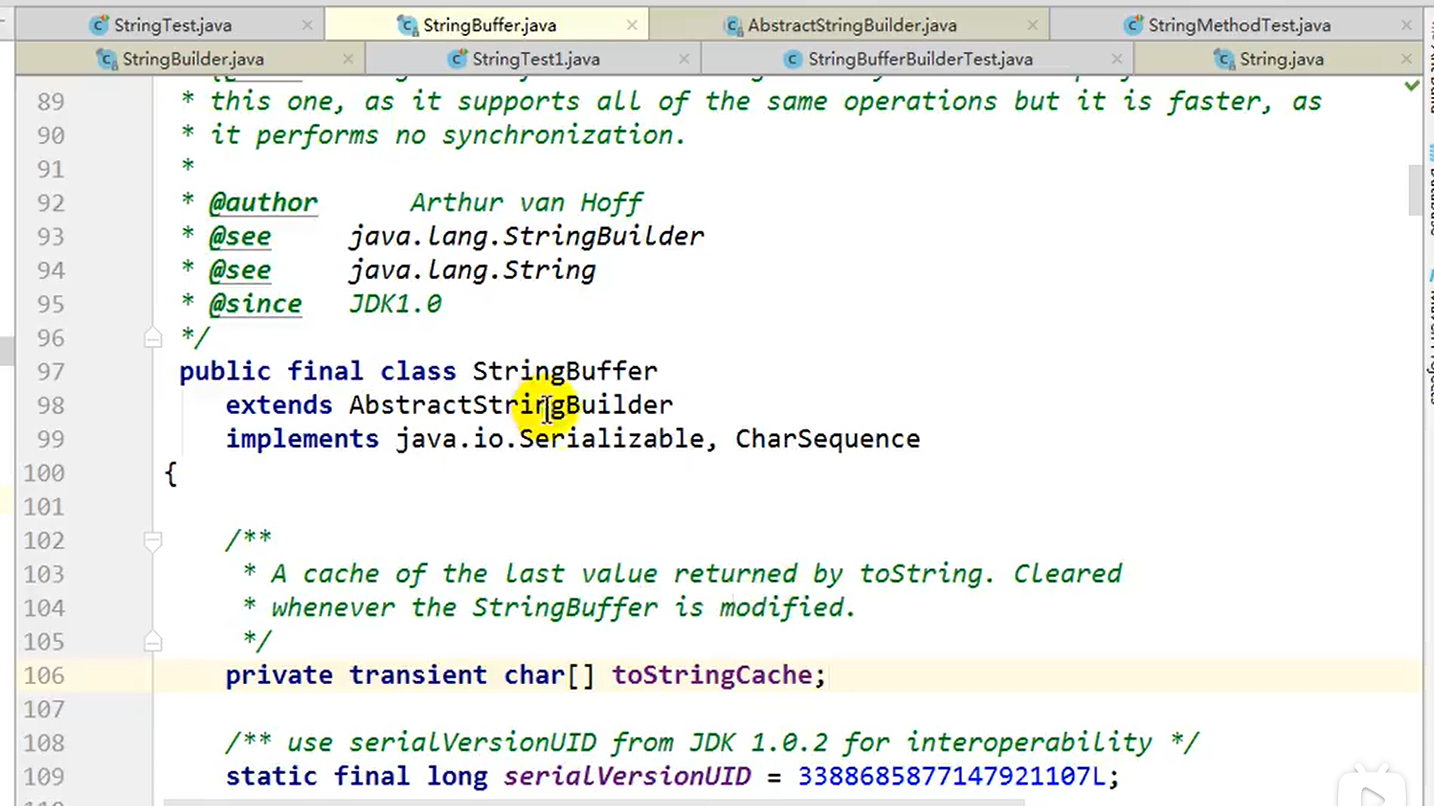 StringTest.java
StringBuffer.java
AbstractStringBuilder.java
StringMethodTest.java
StringBuilder.java
StringTest1.java
StringBufferBuilderTest.java
String.java
89 * this one, as it supports all of the same operations but it is faster, as
90 * it performs no synchronization.
91 *
92 * @author Arthur van Hoff
93 * @see java.lang.StringBuilder
94 * @see java.lang.String
95 * @since JDK1.0
96 */
97 public final class StringBuffer
98 extends AbstractStringBuilder
99 implements java.io.Serializable, CharSequence
100 {
101
102 /**
103 * A cache of the last value returned by toString. Cleared
104 * whenever the StringBuffer is modified.
105 */
106 private transient char[] toStringCache;
107
108 /** use serialVersionUID from JDK 1.0.2 for interoperability */
109 static final long serialVersionUID = 3388685877147921107L;